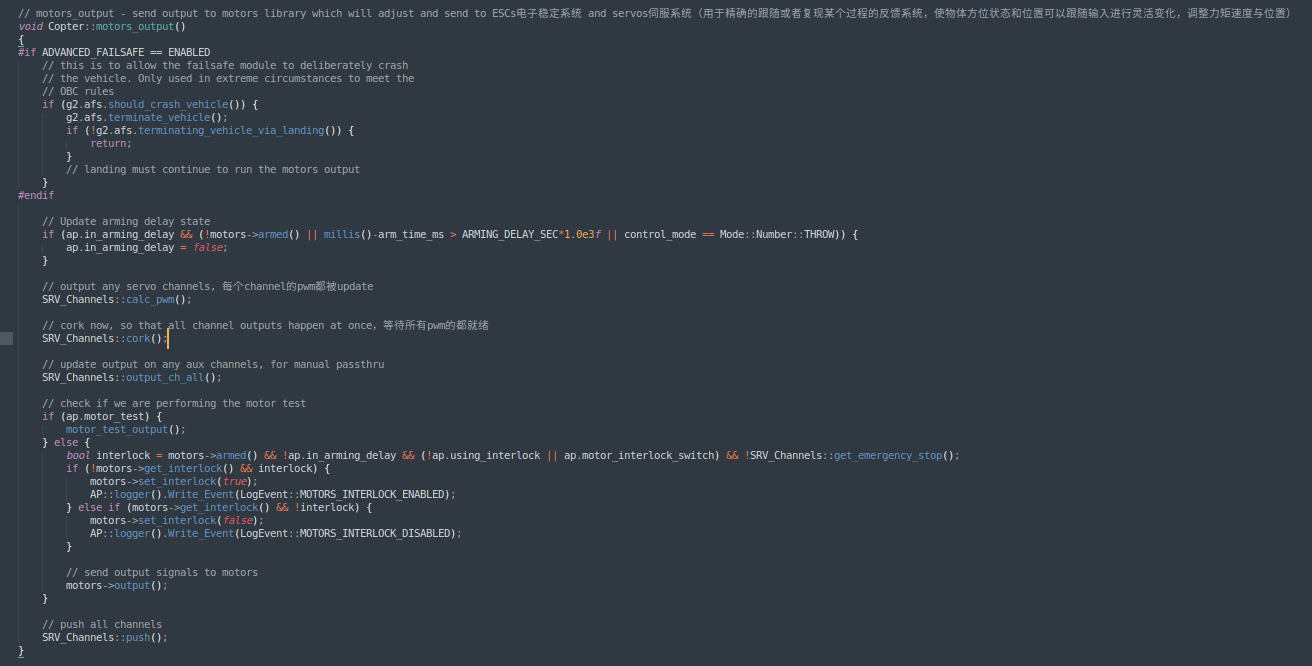 // motors_output - send output to motors library which will adjust and send to ESCs电子稳定系统 and servos伺服系统（用于精确的跟随或者复现某个过程的反馈系统，使物体方位状态和位置可以跟随输入进行灵活变化，调整力矩速度与位置）
void Copter::motors_output()
{
#if ADVANCED_FAILSAFE == ENABLED
    // this is to allow the failsafe module to deliberately crash
    // the vehicle. Only used in extreme circumstances to meet the
    // OBC rules
    if (g2.afs.should_crash_vehicle()) {
        g2.afs.terminate_vehicle();
        if (!g2.afs.terminating_vehicle_via_landing()) {
            return;
        }
        // landing must continue to run the motors output
    }
#endif

    // Update arming delay state
    if (ap.in_arming_delay && (!motors->armed() || millis()-arm_time_ms > ARMING_DELAY_SEC*1.0e3f || control_mode == Mode::Number::THROW)) {
        ap.in_arming_delay = false;
    }

    // output any servo channels, 每个channel的pwm都被update
    SRV_Channels::calc_pwm();

    // cork now, so that all channel outputs happen at once，等待所有pwm的都就绪
    SRV_Channels::cork();

    // update output on any aux channels, for manual passthru
    SRV_Channels::output_ch_all();

    // check if we are performing the motor test
    if (ap.motor_test) {
        motor_test_output();
    } else {
        bool interlock = motors->armed() && !ap.in_arming_delay && (!ap.using_interlock || ap.motor_interlock_switch) && !SRV_Channels::get_emergency_stop();
        if (!motors->get_interlock() && interlock) {
            motors->set_interlock(true);
            AP::logger().Write_Event(LogEvent::MOTORS_INTERLOCK_ENABLED);
        } else if (motors->get_interlock() && !interlock) {
            motors->set_interlock(false);
            AP::logger().Write_Event(LogEvent::MOTORS_INTERLOCK_DISABLED);
        }

        // send output signals to motors
        motors->output();
    }

    // push all channels
    SRV_Channels::push();
}